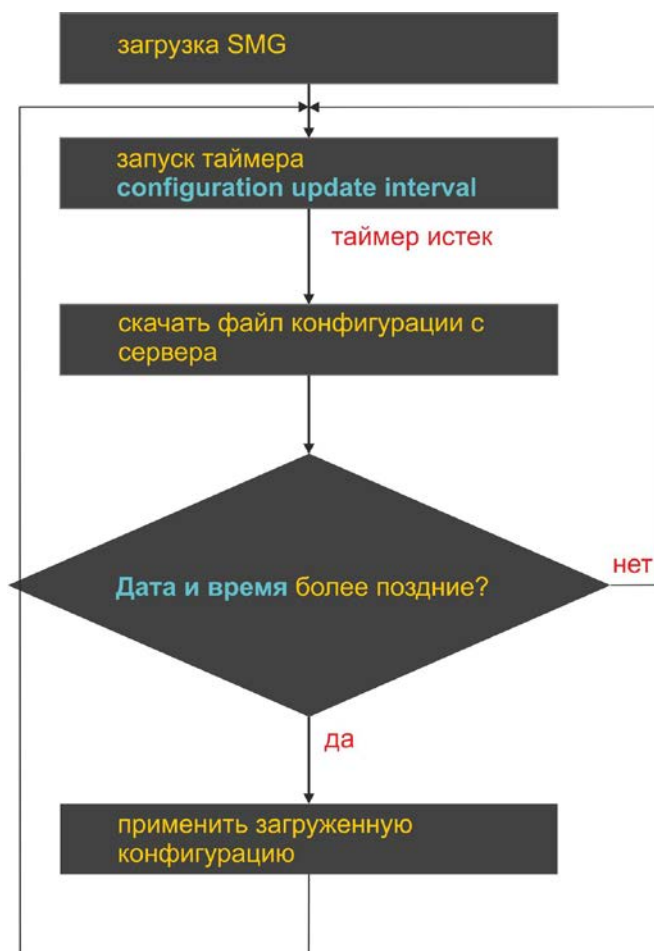 загрузка SMG
запуск таймера
configuration update interval
таймер истек
скачать файл конфигурации с
сервера
Дата и время более поздние?
нет
да
применить загруженную
конфигурацию